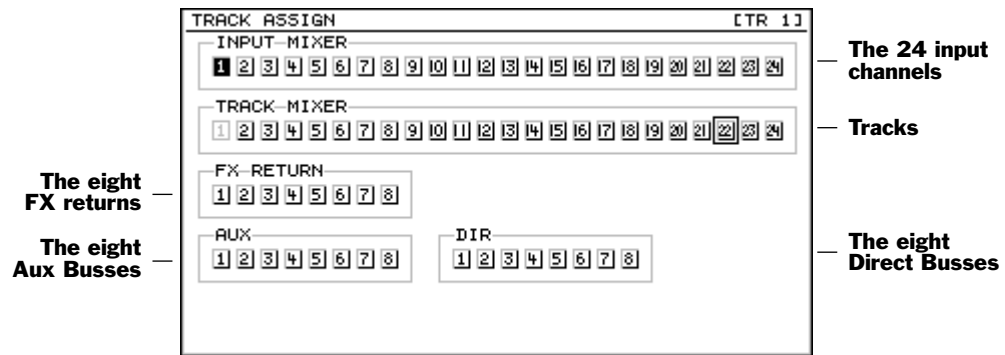 TRACK ASSIGN [TR 1]
INPUT MIXER
1 2 3 4 5 6 7 8 9 10 11 12 13 14 15 16 17 18 19 20 21 22 23 24
The 24 input
channels
TRACK MIXER
1 2 3 4 5 6 7 8 9 10 11 12 13 14 15 16 17 18 19 20 21 22 23 24
Tracks
The eight
FX returns
FX RETURN
1 2 3 4 5 6 7 8
The eight
Aux Busses
AUX
1 2 3 4 5 6 7 8
DIR
1 2 3 4 5 6 7 8
The eight
Direct Busses